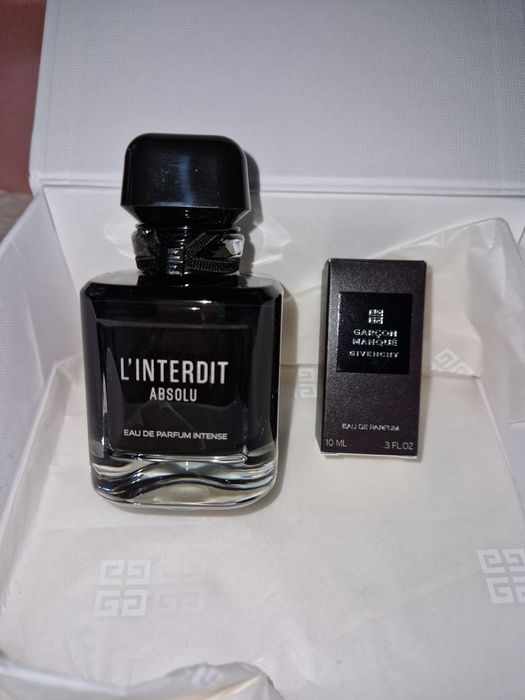 L'INTERDIT
ABSOLU
EAU DE PARFUM INTENSE
GARÇON
MANQUÉ
GIVENCHY
EAU DE PARFUM
10 ML .3 FL.OZ